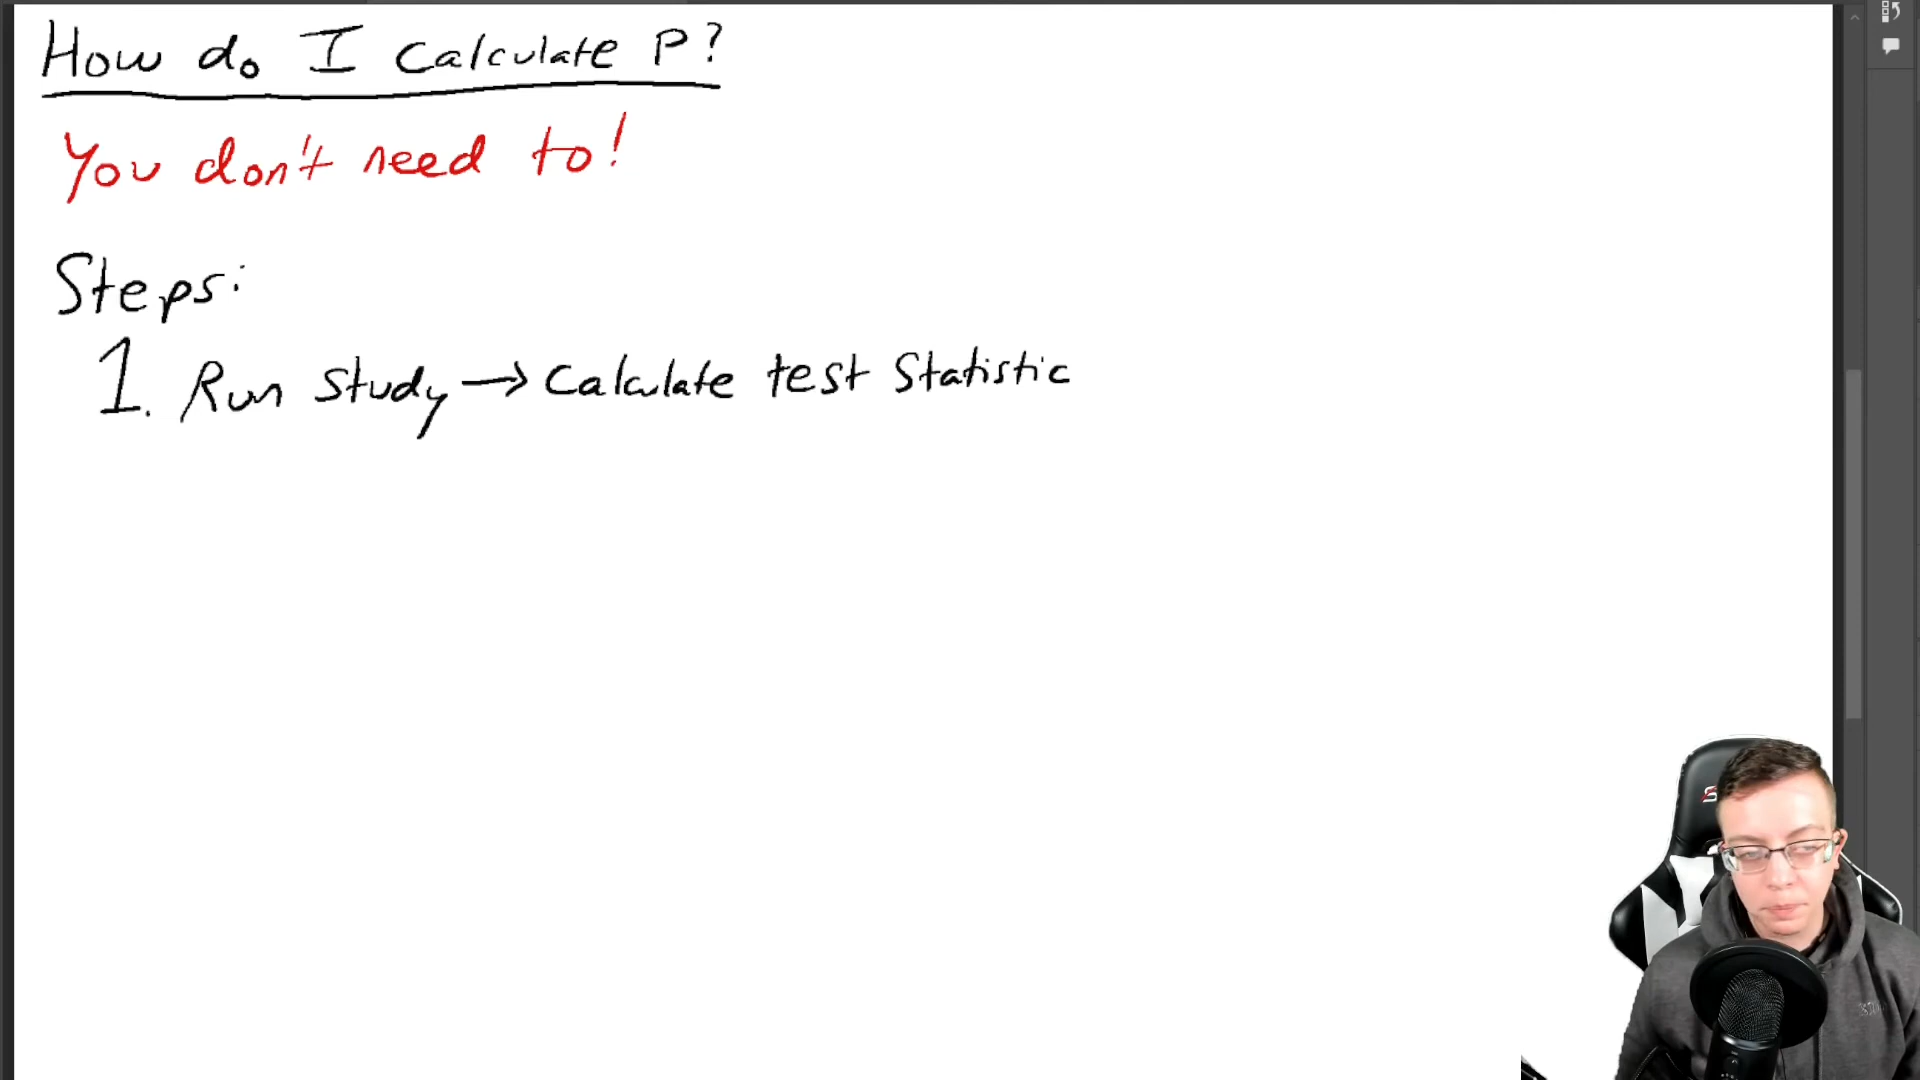 How do I Calculate P?
You don't need to!
Steps:
1. Run study → Calculate test Statistic